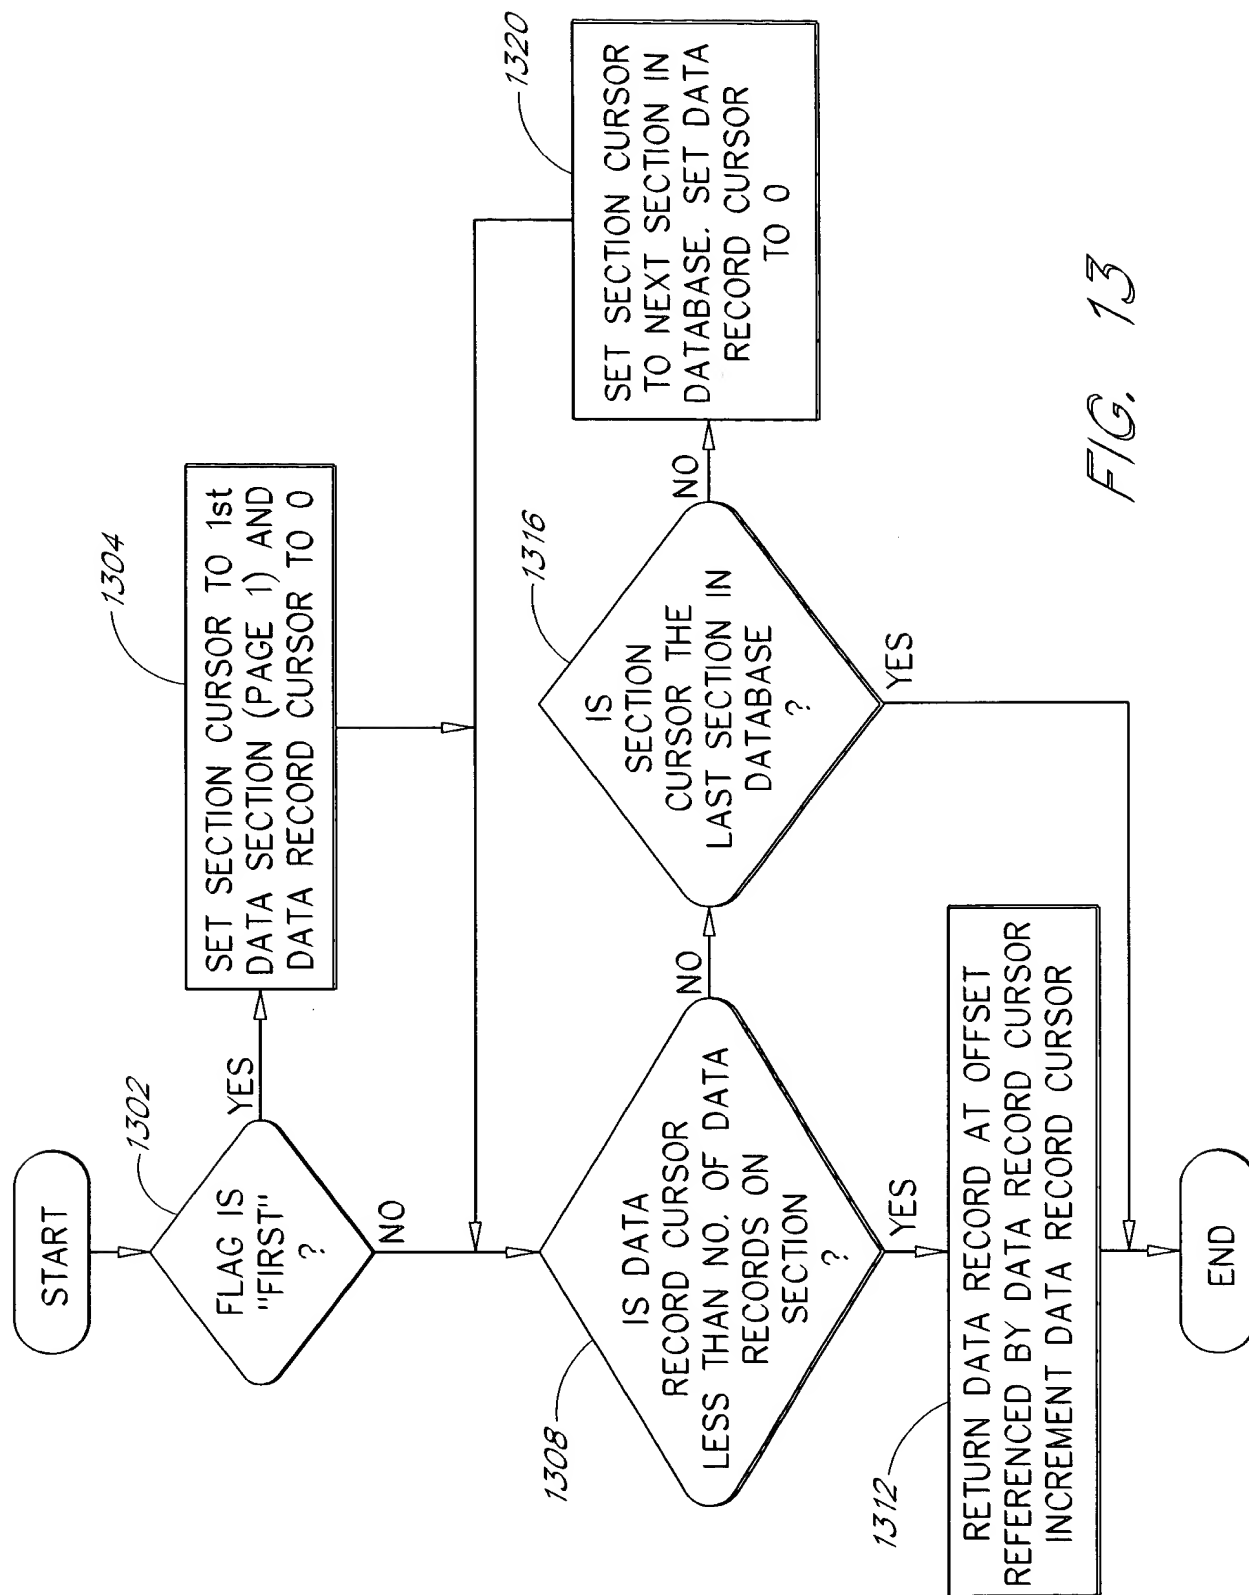 START
1302
FLAG IS
"FIRST"
?
YES
NO
1304
SET SECTION CURSOR TO 1st
DATA SECTION (PAGE 1) AND
DATA RECORD CURSOR TO 0
1308
IS DATA
RECORD CURSOR
LESS THAN NO. OF DATA
RECORDS ON
SECTION
?
NO
YES
1316
IS
SECTION
CURSOR THE
LAST SECTION IN
DATABASE
?
NO
YES
1320
SET SECTION CURSOR
TO NEXT SECTION IN
DATABASE. SET DATA
RECORD CURSOR
TO 0
1312
RETURN DATA RECORD AT OFFSET
REFERENCED BY DATA RECORD CURSOR
INCREMENT DATA RECORD CURSOR
END
FIG. 13